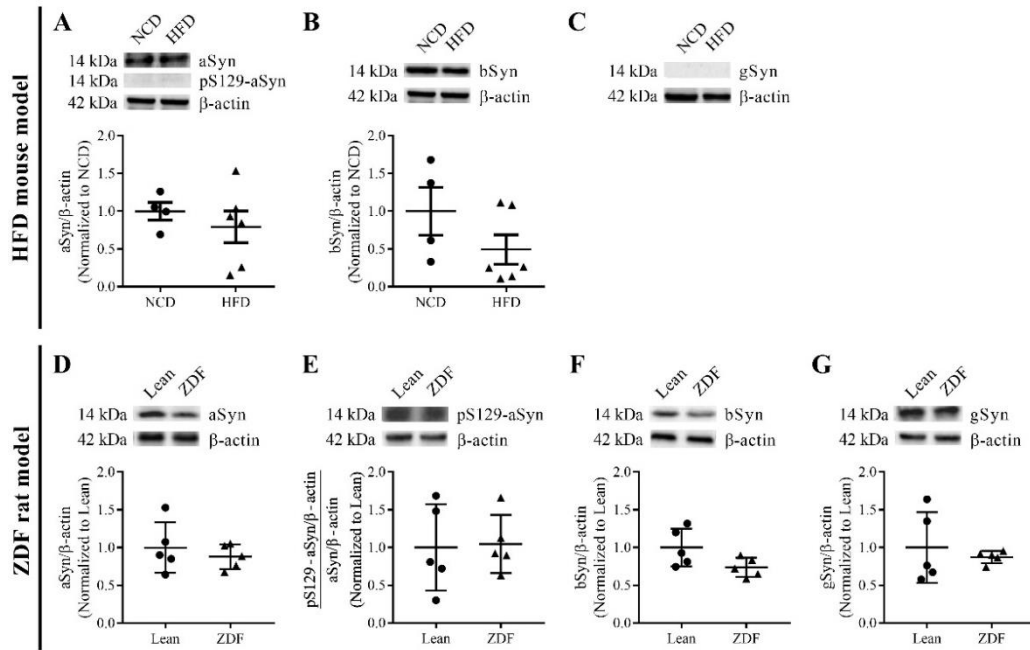 HFD mouse model
A
NCD HFD
14 kDa aSyn
14 kDa pS129-aSyn
42 kDa β-actin
aSyn/β-actin
(Normalized to NCD)
2.0
1.5
1.0
0.5
0.0
NCD HFD
B
NCD HFD
14 kDa bSyn
42 kDa β-actin
bSyn/β-actin
(Normalized to NCD)
2.0
1.5
1.0
0.5
0.0
NCD HFD
C
NCD HFD
14 kDa gSyn
42 kDa β-actin
ZDF rat model
D
Lean ZDF
14 kDa aSyn
42 kDa β-actin
aSyn/β-actin
(Normalized to Lean)
2.0
1.5
1.0
0.5
0.0
Lean ZDF
E
Lean ZDF
14 kDa pS129-aSyn
42 kDa β-actin
pS129-aSyn/β-actin
aSyn/β-actin
(Normalized to Lean)
2.0
1.5
1.0
0.5
0.0
Lean ZDF
F
Lean ZDF
14 kDa bSyn
42 kDa β-actin
bSyn/β-actin
(Normalized to Lean)
2.0
1.5
1.0
0.5
0.0
Lean ZDF
G
Lean ZDF
14 kDa gSyn
42 kDa β-actin
gSyn/β-actin
(Normalized to Lean)
2.0
1.5
1.0
0.5
0.0
Lean ZDF